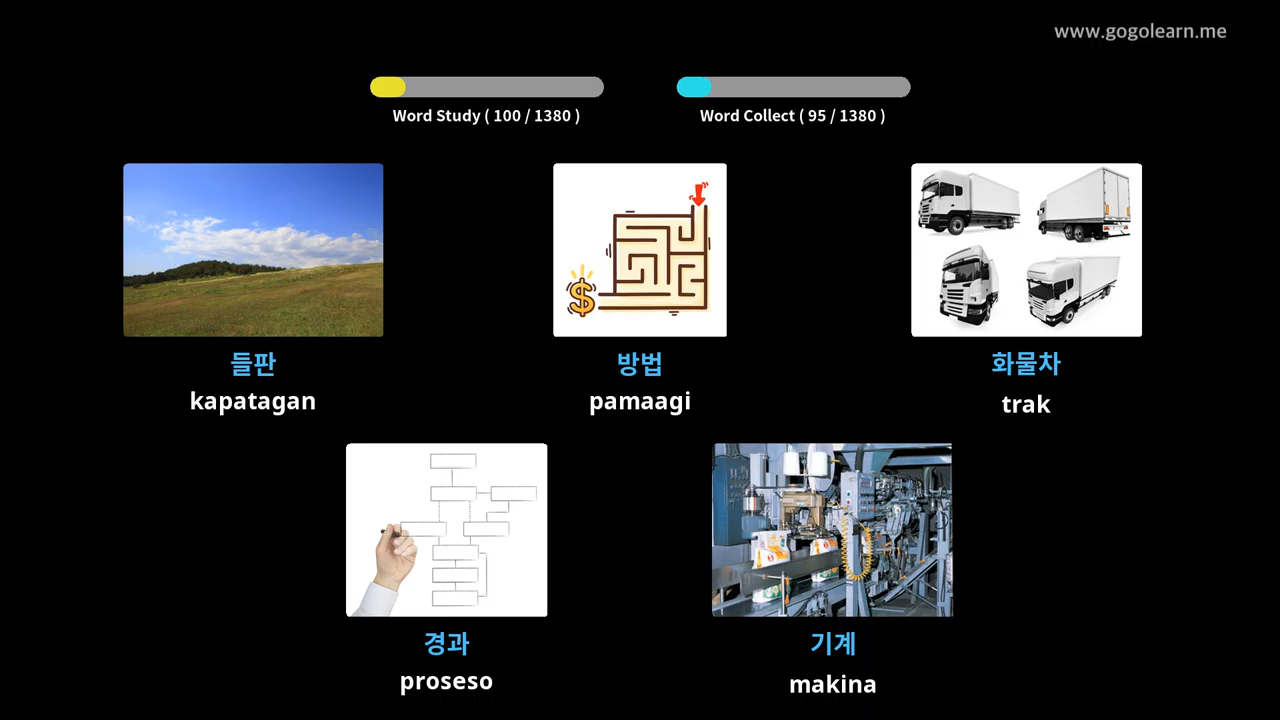 www.gogolearn.me
Word Study ( 100 / 1380 )
Word Collect ( 95 / 1380 )
들판
kapatagan
방법
pamaagi
화물차
trak
경과
proseso
기계
makina